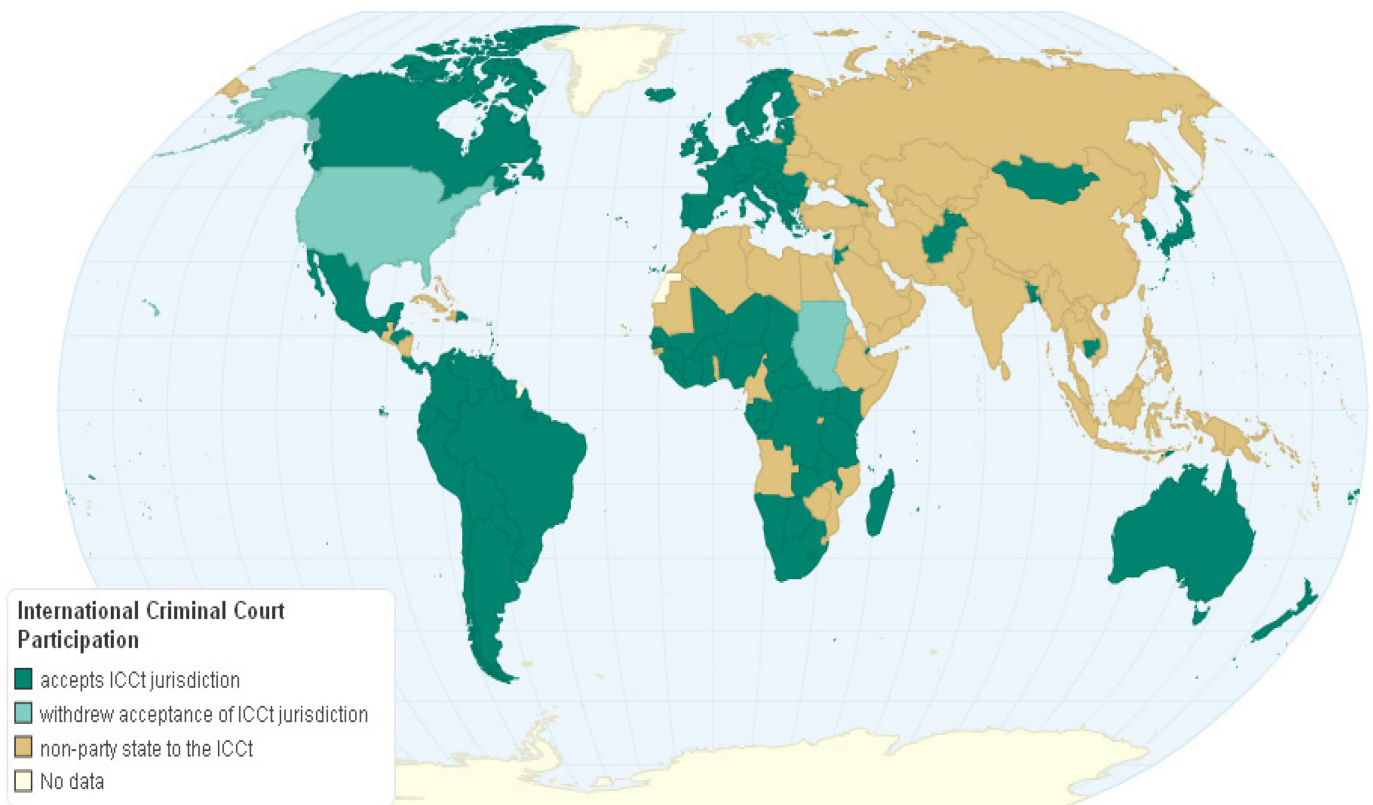 International Criminal Court
Participation
accepts ICCt jurisdiction
withdrew acceptance of ICCt jurisdiction
non-party state to the ICCt
No data